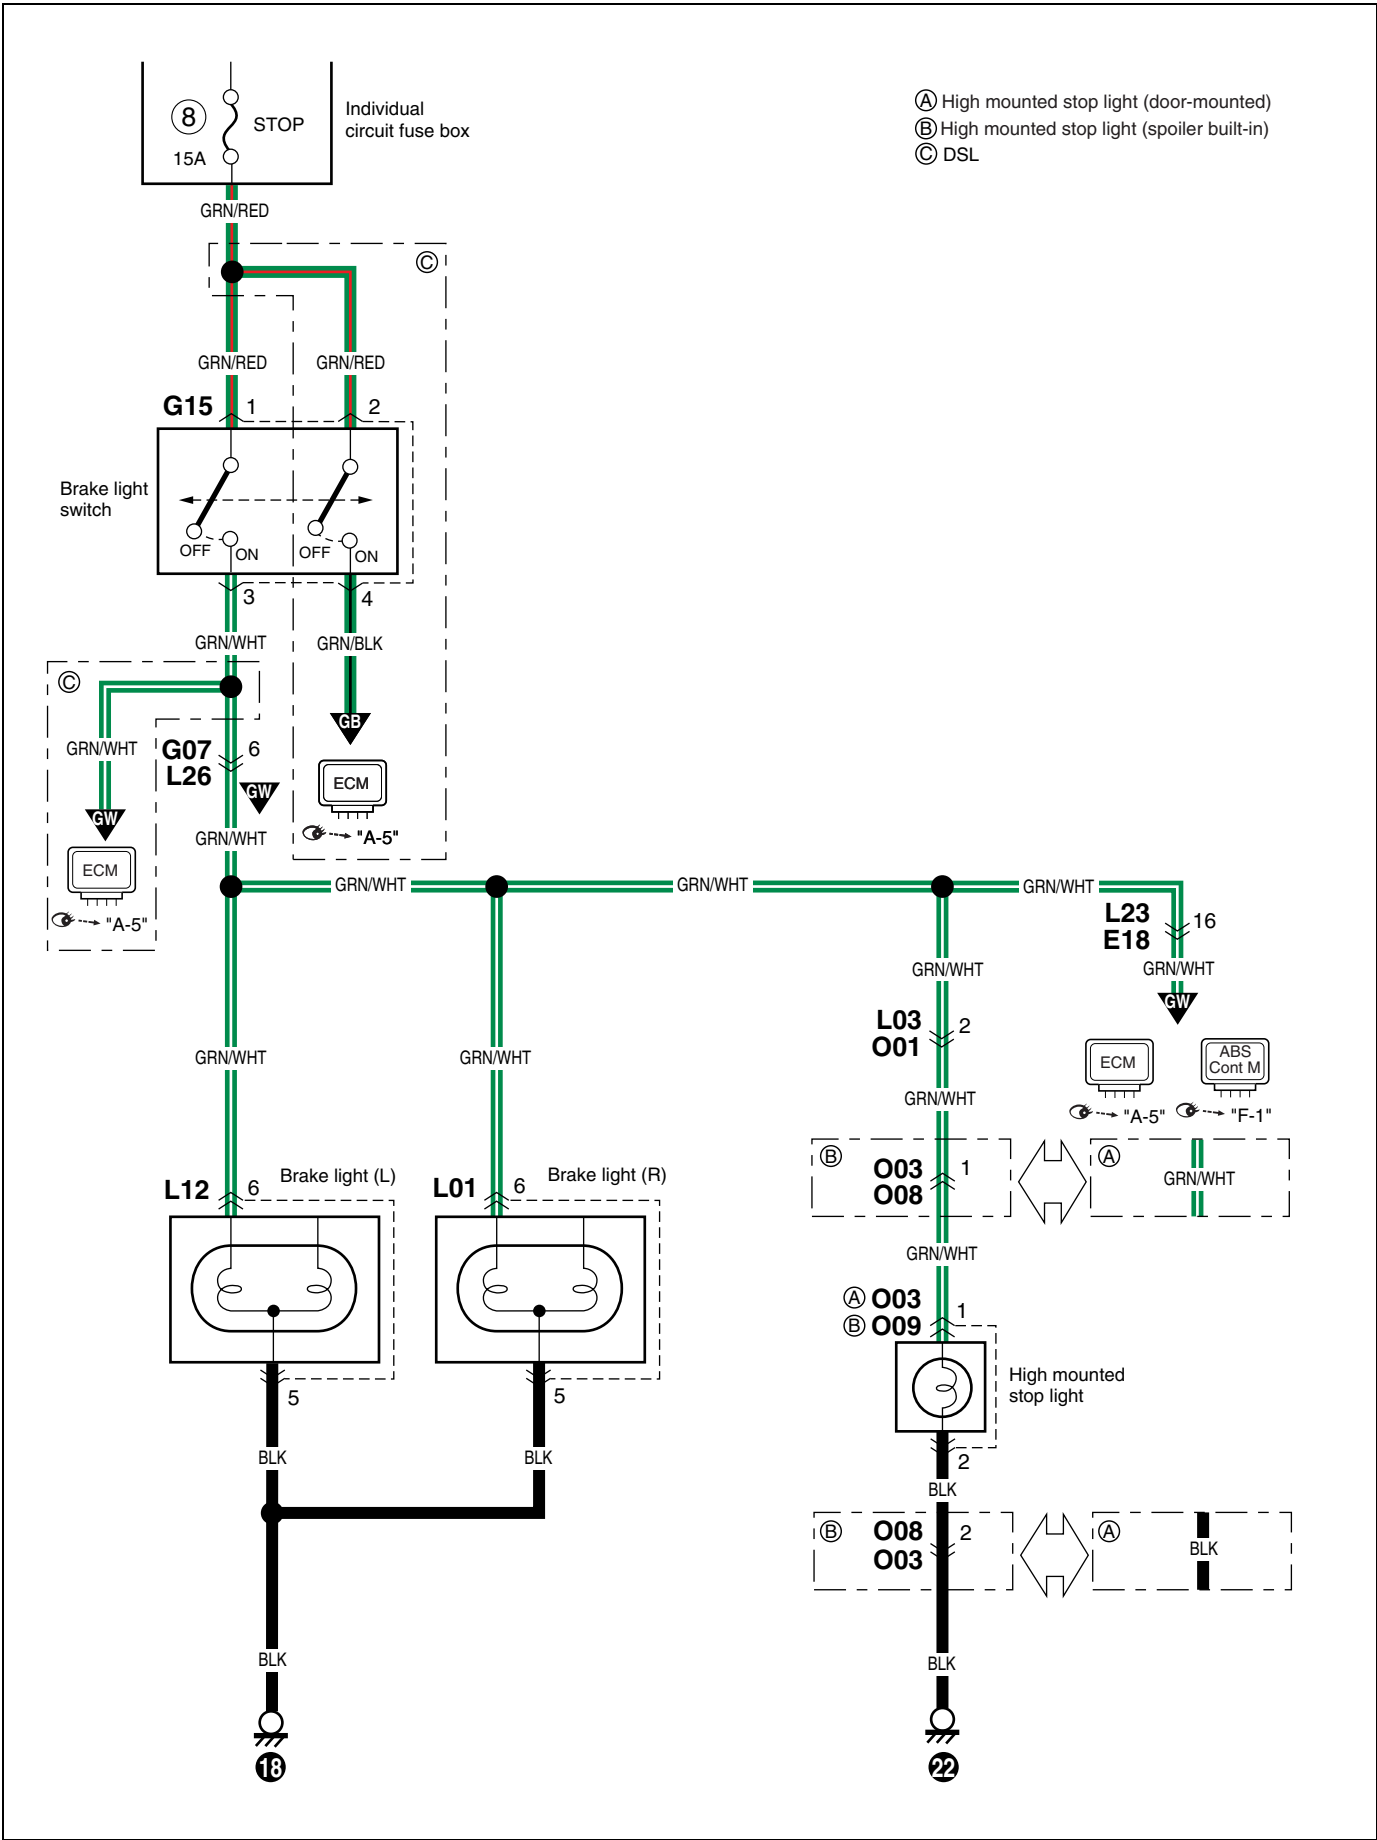 8
STOP
15A
Individual
circuit fuse box
Ⓐ High mounted stop light (door-mounted)
Ⓑ High mounted stop light (spoiler built-in)
Ⓒ DSL
GRN/RED
Ⓒ
GRN/RED
GRN/RED
G15
1
2
Brake light
switch
OFF
ON
OFF
ON
3
4
GRN/WHT
GRN/BLK
Ⓒ
GRN/WHT
G07
L26
6
GB
GW
ECM
"A-5"
GW
GRN/WHT
ECM
"A-5"
GRN/WHT
GRN/WHT
GRN/WHT
L23
E18
16
GRN/WHT
GRN/WHT
GW
L03
O01
2
GRN/WHT
GRN/WHT
ECM
"A-5"
ABS
Cont M
"F-1"
GRN/WHT
Ⓑ
O03
O08
1
Ⓐ
GRN/WHT
L12
6
Brake light (L)
L01
6
Brake light (R)
GRN/WHT
Ⓐ O03
Ⓑ O09
1
High mounted
stop light
5
5
2
BLK
BLK
BLK
Ⓑ
O08
O03
2
Ⓐ
BLK
BLK
BLK
18
22